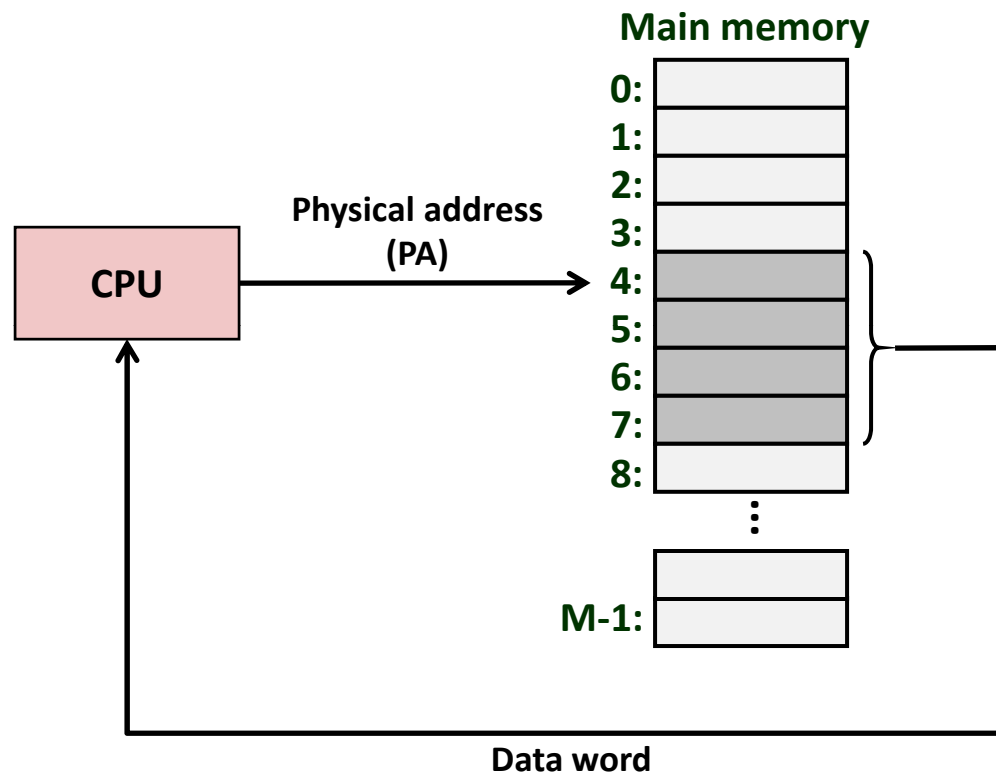 Main memory
0:
1:
2:
Physical address
(PA)
3:
CPU
4:
5:
6:
7:
8:
M-1:
Data word